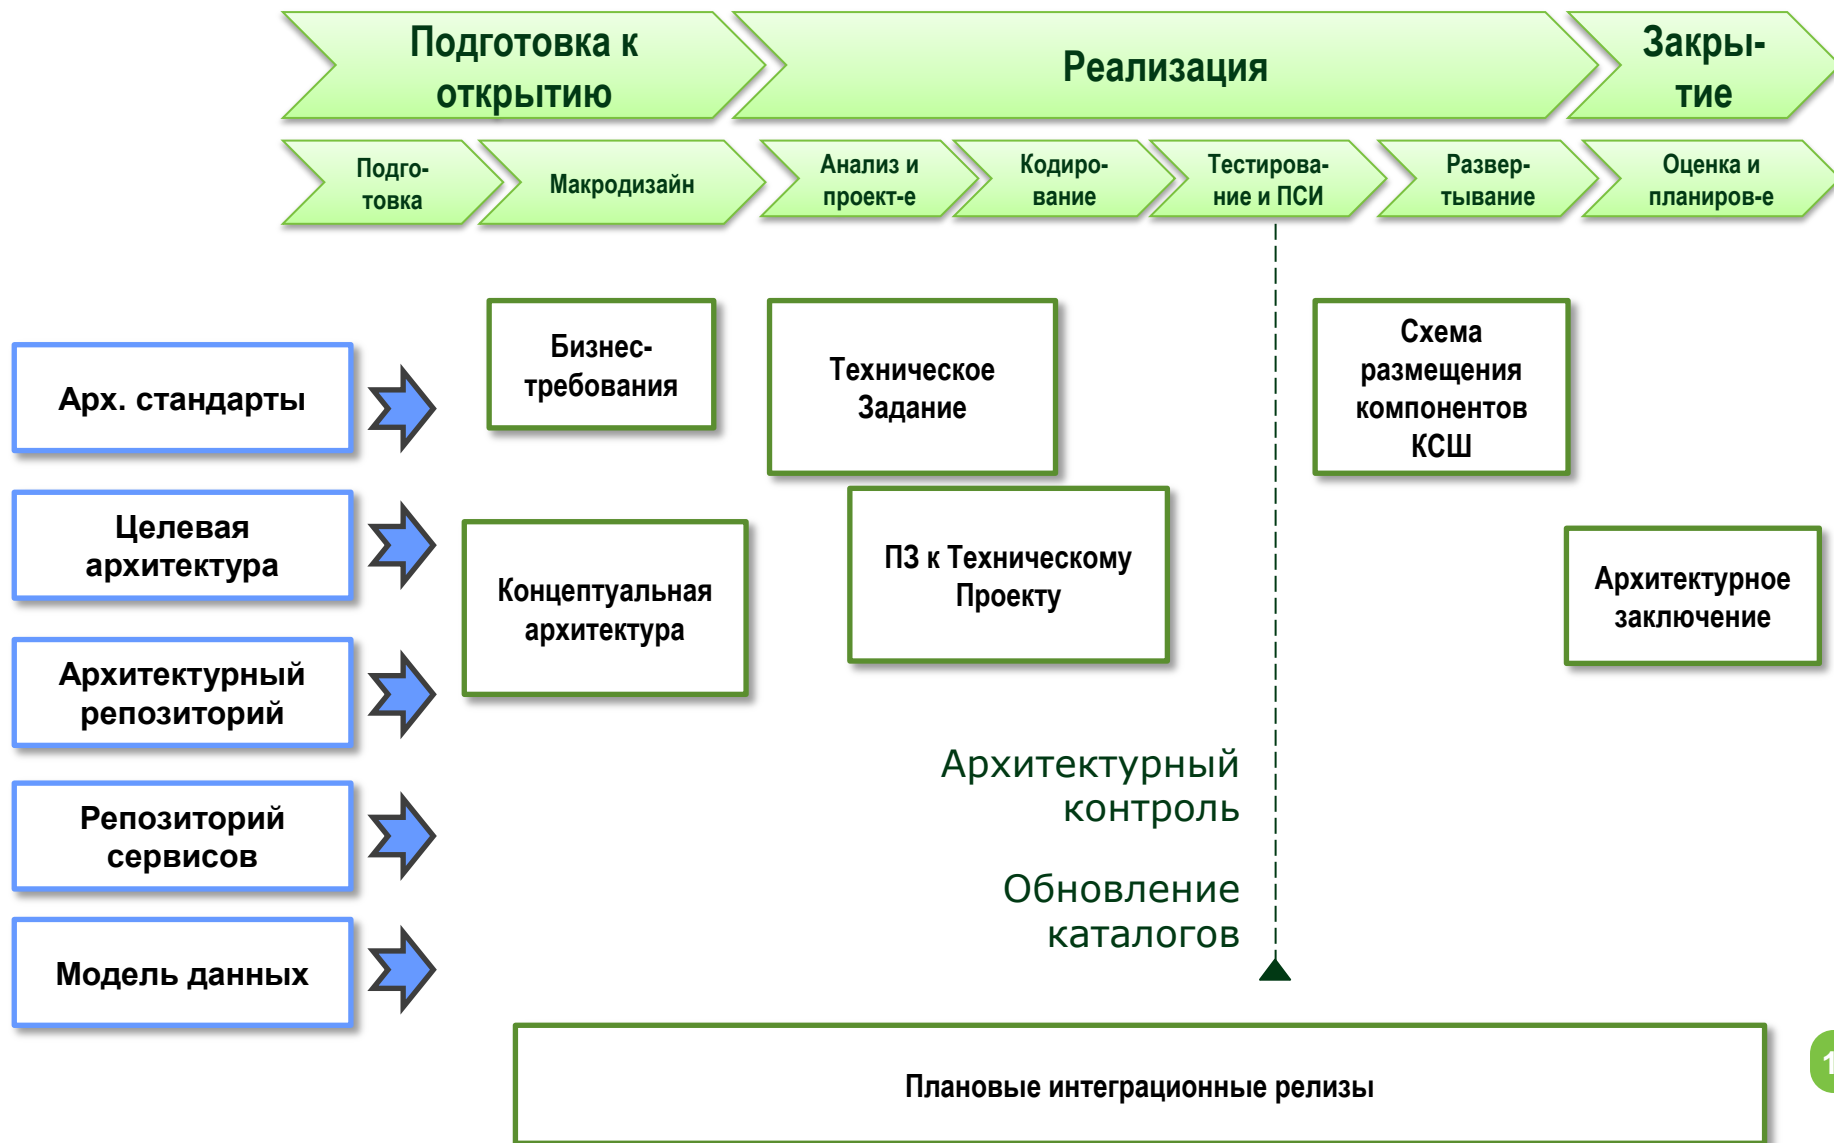 Подготовка к
открытию
Реализация
Закры-
тие
Подго-
товка
Макродизайн
Анализ и
проект-е
Кодиро-
вание
Тестирова-
ние и ПСИ
Развер-
тывание
Оценка и
планиров-е
Арх. стандарты
Целевая
архитектура
Архитектурный
репозиторий
Репозиторий
сервисов
Модель данных
Бизнес-
требования
Концептуальная
архитектура
Техническое
Задание
ПЗ к Техническому
Проекту
Схема
размещения
компонентов
КСШ
Архитектурное
заключение
Архитектурный
контроль
Обновление
каталогов
Плановые интеграционные релизы